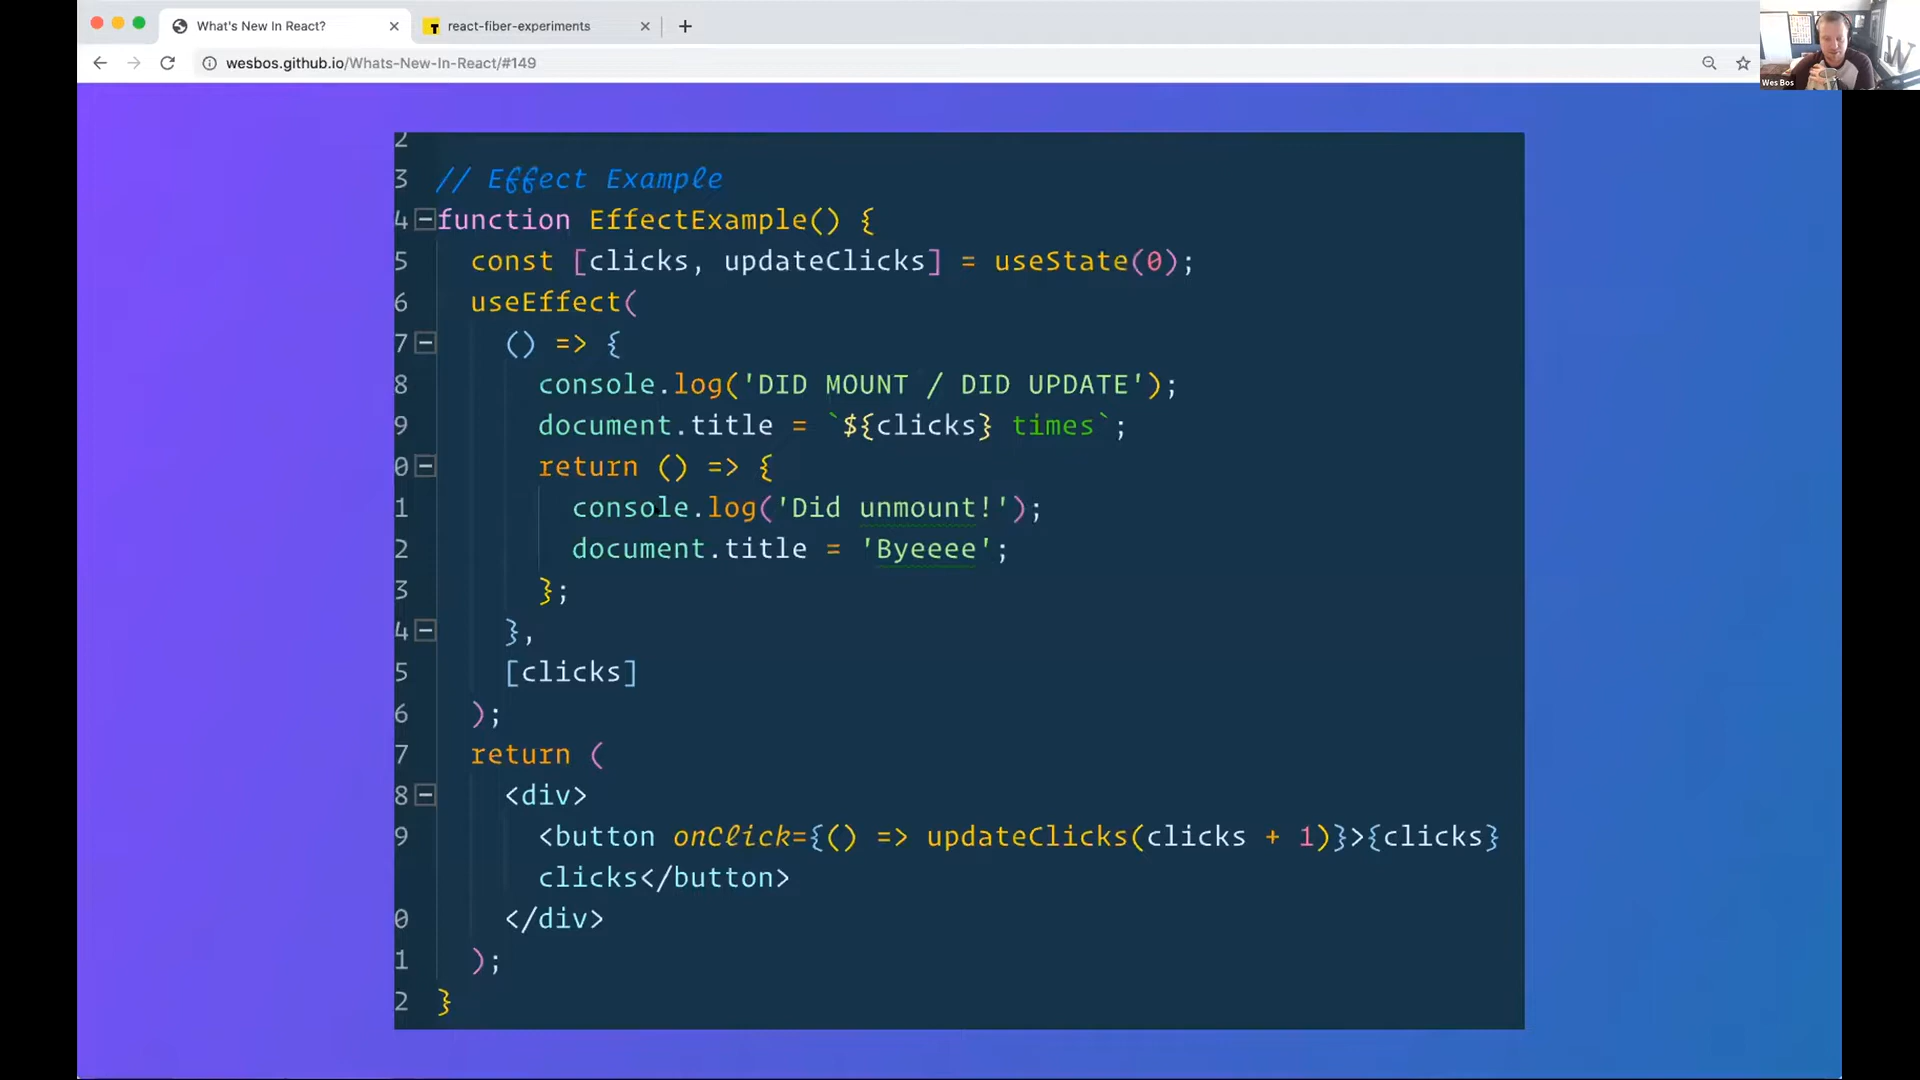 What's New In React?
react-fiber-experiments
wesbos.github.io/Whats-New-In-React/#149
Wes Bos
2
3 // Effect Example
4 function EffectExample() {
5 const [clicks, updateClicks] = useState(0);
6 useEffect(
7 () => {
8 console.log('DID MOUNT / DID UPDATE');
9 document.title = `${clicks} times`;
0 return () => {
1 console.log('Did unmount!');
2 document.title = 'Byeeee';
3 };
4 },
5 [clicks]
6 );
7 return (
8 <div>
9 <button onClick={() => updateClicks(clicks + 1)}>{clicks}
clicks</button>
0 </div>
1 );
2 }